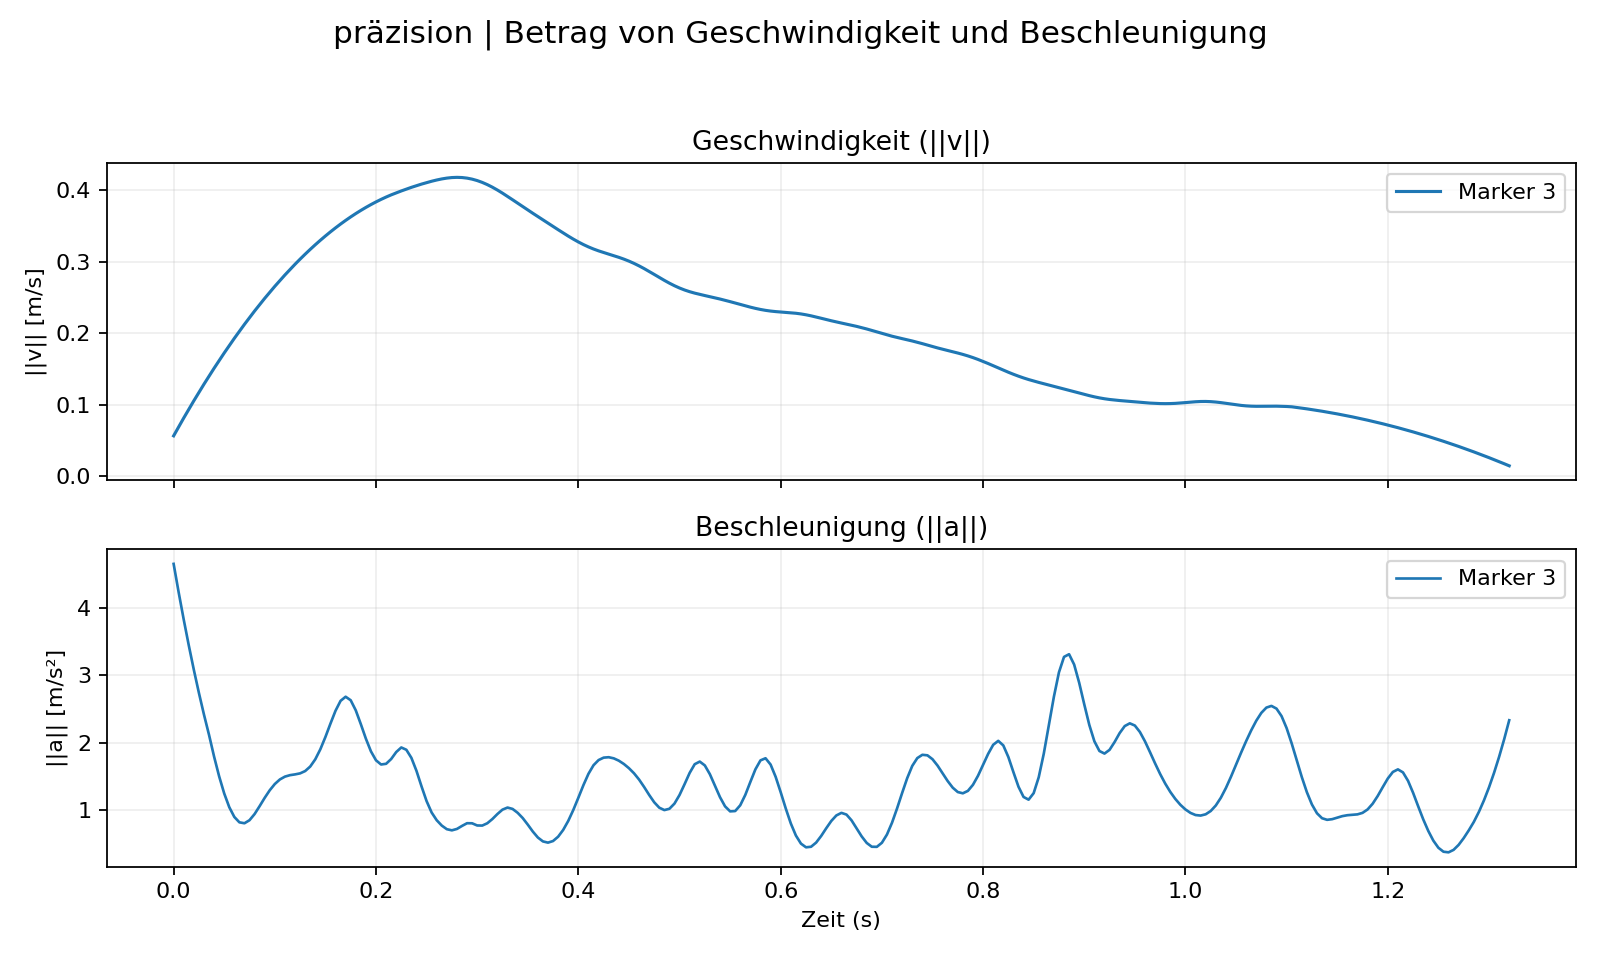 präzision | Betrag von Geschwindigkeit und Beschleunigung
Geschwindigkeit (||v||)
||v|| [m/s]
0.4
0.3
0.2
0.1
0.0
Marker 3
Beschleunigung (||a||)
||a|| [m/s²]
4
3
2
1
Marker 3
0.0 0.2 0.4 0.6 0.8 1.0 1.2
Zeit (s)